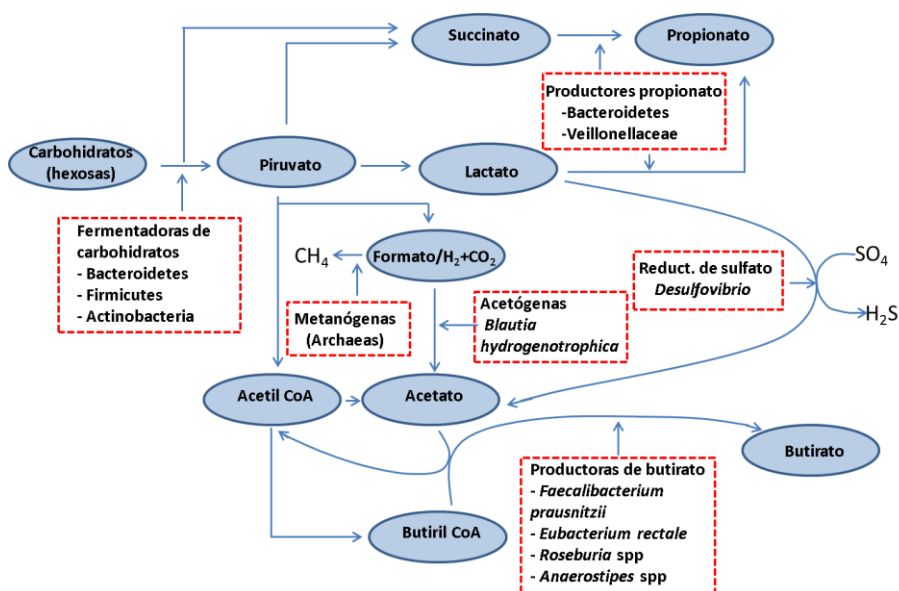 Succinato
Propionato
Productores propionato
-Bacteroidetes
-Veillonellaceae
Carbohidratos
(hexosas)
Piruvato
Lactato
Fermentadoras de
carbohidratos
- Bacteroidetes
- Firmicutes
- Actinobacteria
CH₄
Formato/H₂+CO₂
Reduct. de sulfato
Desulfovibrio
SO₄
H₂S
Metanógenas
(Archaeas)
Acetógenas
Blautia
hydrogenotrophica
Acetil CoA
Acetato
Butirato
Productoras de butirato
- Faecalibacterium
prausnitzii
- Eubacterium rectale
- Roseburia spp
- Anaerostipes spp
Butiril CoA